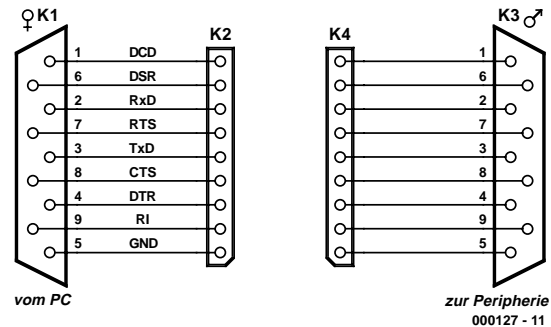 ♀ K1
K2
K4
K3 ♂
1 DCD
6 DSR
2 RxD
7 RTS
3 TxD
8 CTS
4 DTR
9 RI
5 GND
1
6
2
7
3
8
4
9
5
vom PC
zur Peripherie
000127 - 11